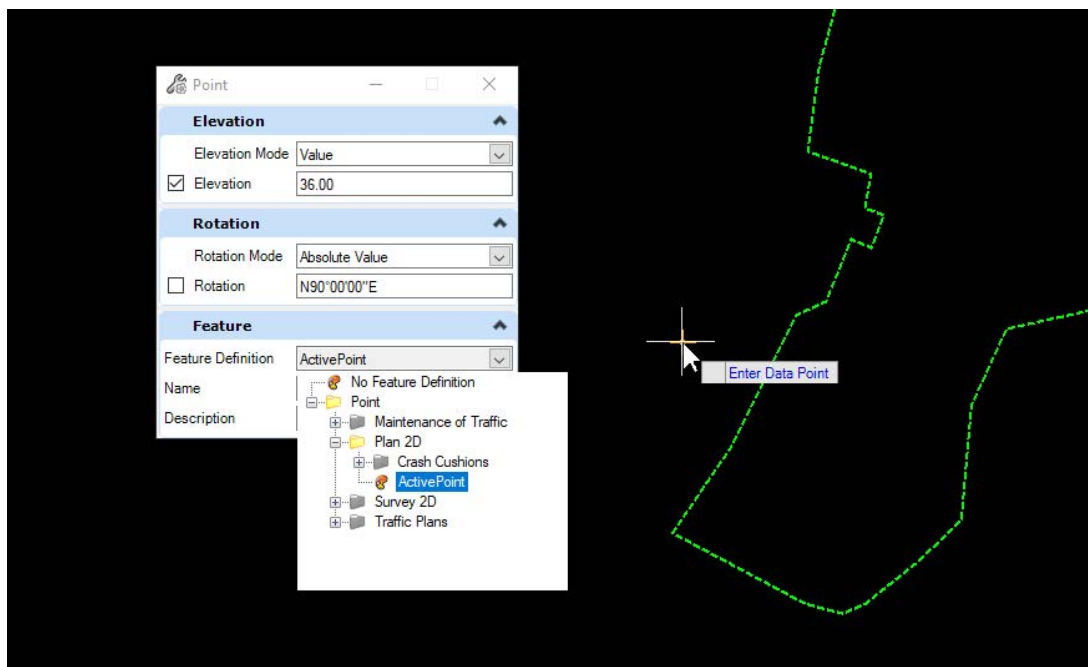 Point
Elevation
Elevation Mode Value
Elevation 36.00
Rotation
Rotation Mode Absolute Value
Rotation N90°00'00"E
Feature
Feature Definition ActivePoint
Name
Description
No Feature Definition
Point
Maintenance of Traffic
Plan 2D
Crash Cushions
ActivePoint
Survey 2D
Traffic Plans
Enter Data Point